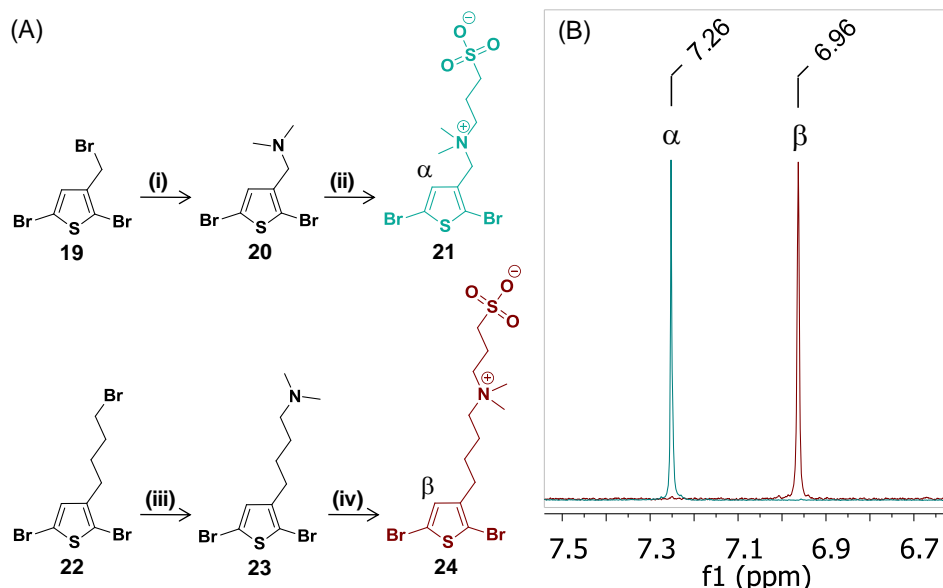 (A)
(B)
O⊖
S
O
O
7.26
6.96
Br
N
N⊕
α
β
(i)
(ii)
α
Br
S
Br
Br
S
Br
Br
S
Br
19
20
21
⊖
O
O
S
O
Br
N
N⊕
β
(iii)
(iv)
Br
S
Br
Br
S
Br
Br
S
Br
22
23
24
7.5
7.3
7.1
6.9
6.7
f1 (ppm)